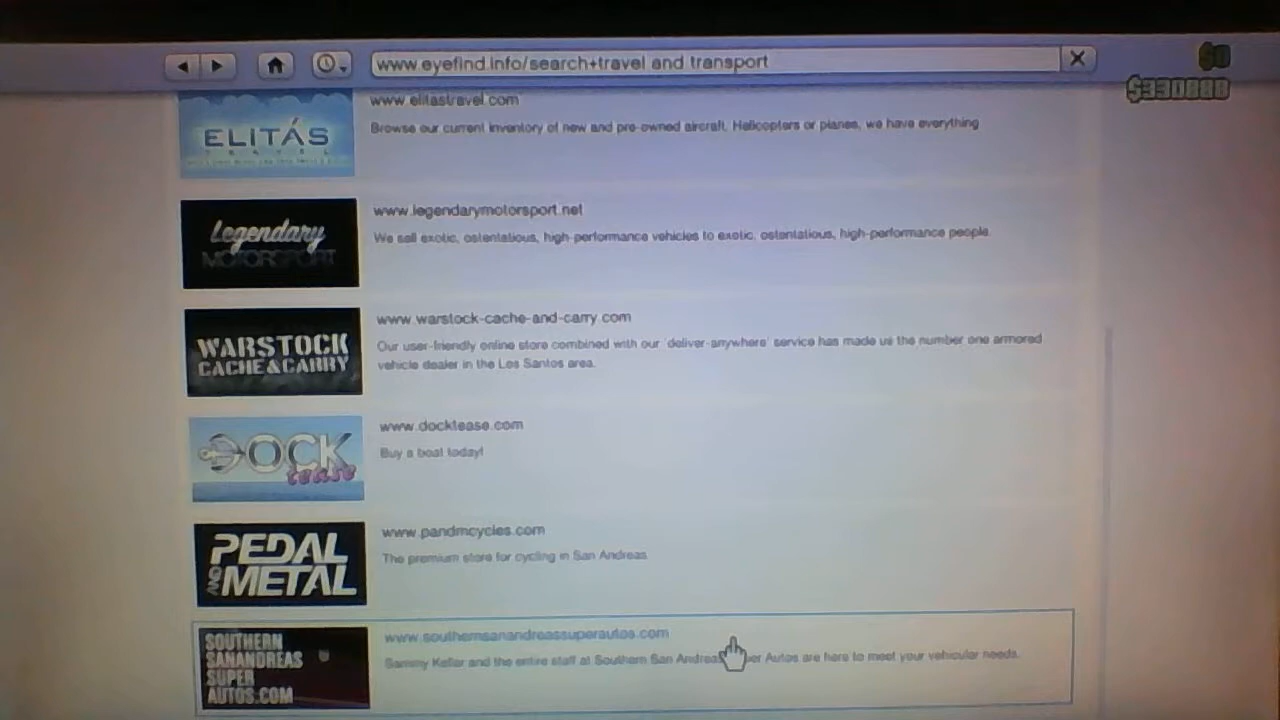 www.eyefind.info/search+travel and transport
$0
$330888
ELITÁS
TRAVEL
www.elitastravel.com
Browse our current inventory of new and pre-owned aircraft. Helicopters or planes, we have everything
Legendary
MOTORSPORT
www.legendarymotorsport.net
We sell exotic, ostentatious, high-performance vehicles to exotic, ostentatious, high-performance people.
WARSTOCK
CACHE&CARRY
www.warstock-cache-and-carry.com
Our user-friendly online store combined with our 'deliver-anywhere' service has made us the number one armored
vehicle dealer in the Los Santos area.
DOCK
tease
www.docktease.com
Buy a boat today!
PEDAL
AND
METAL
www.pandmcycles.com
The premium store for cycling in San Andreas
SOUTHERN
SANANDREAS
SUPER
AUTOS.COM
www.southernsanandreassuperautos.com
Sammy Keller and the entire staff at Southern San Andreas Autos are here to meet your vehicular needs.